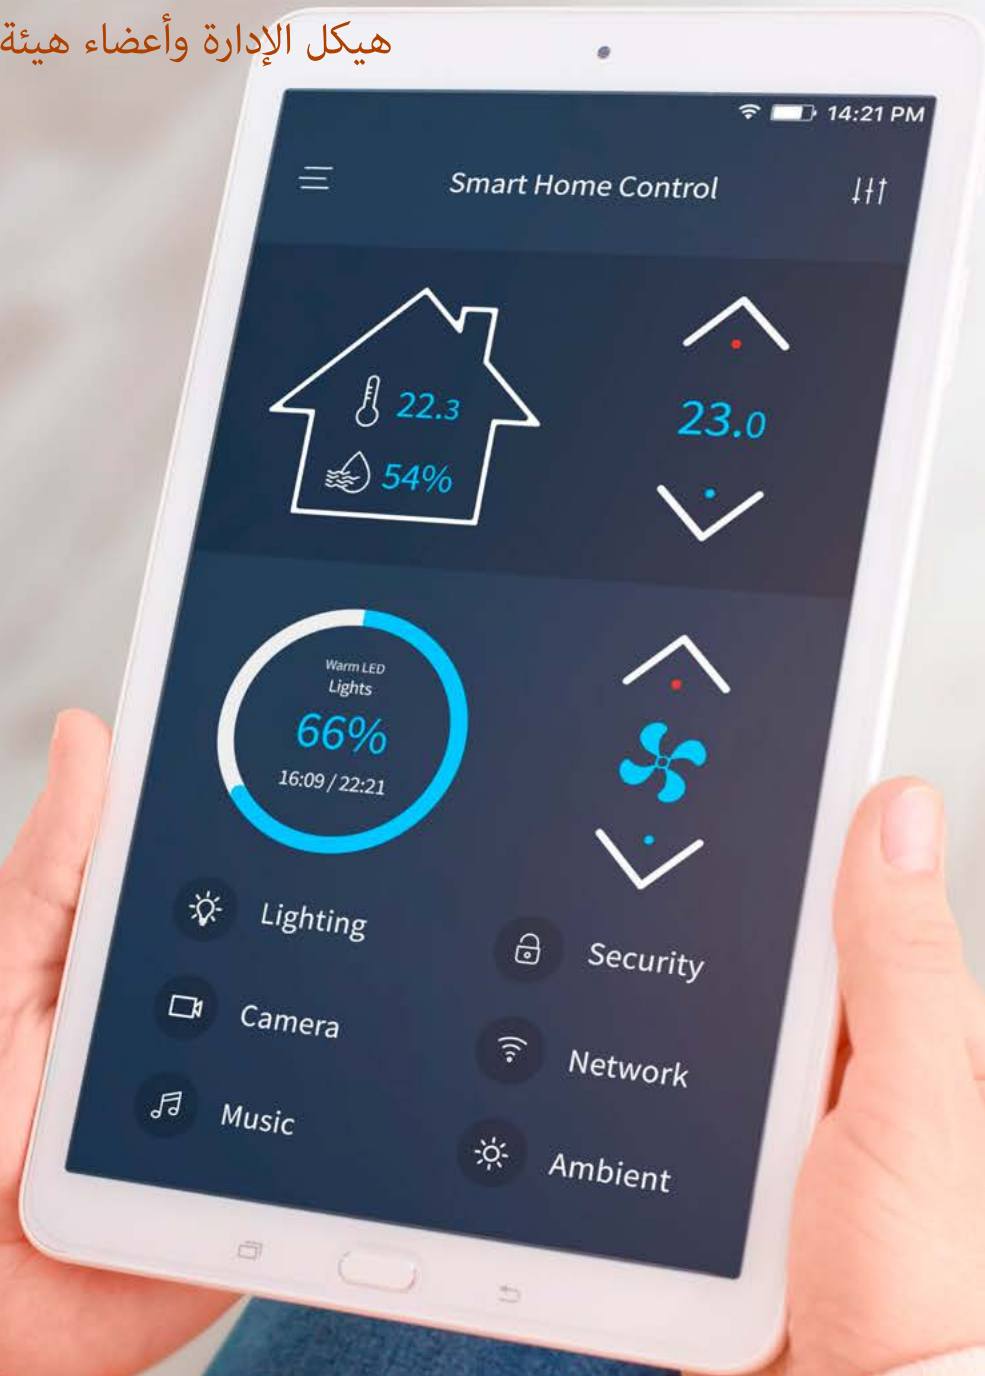 هيكل الإدارة وأعضاء هيئة
14:21 PM
Smart Home Control
22.3
23.0
54%
Warm LED
Lights
66%
16:09 / 22:21
Lighting
Security
Camera
Network
Music
Ambient